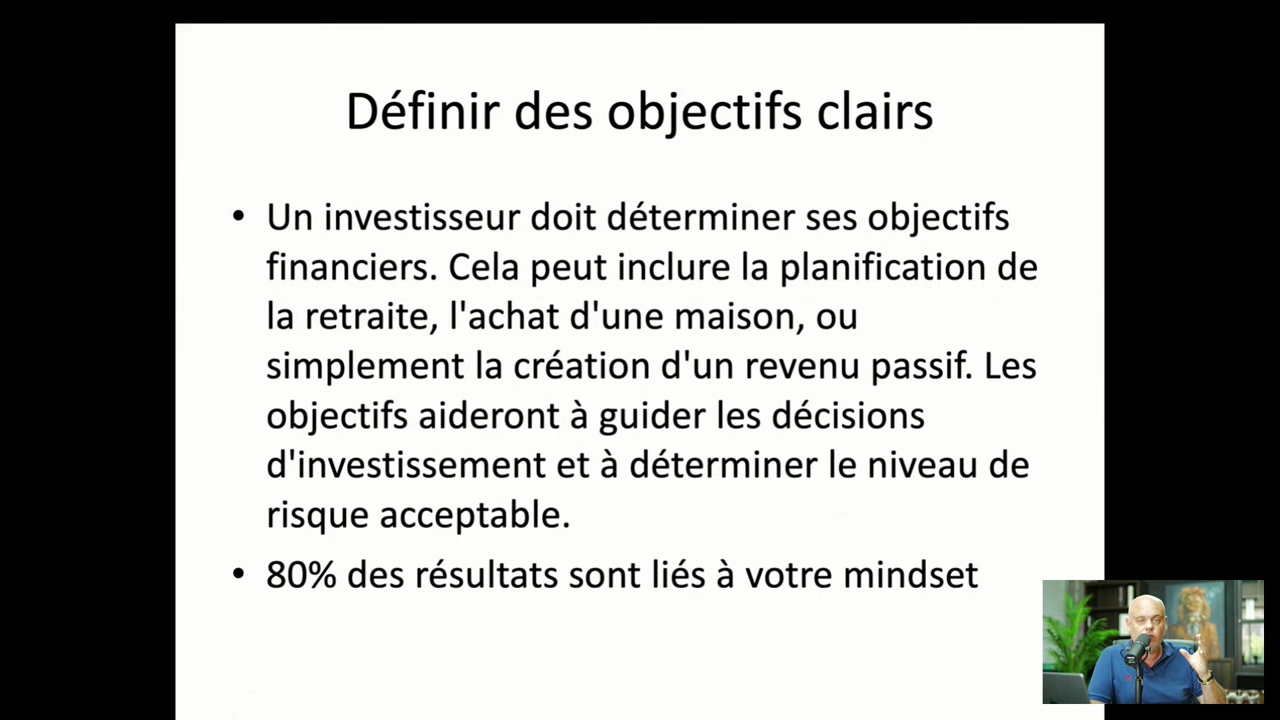 Définir des objectifs clairs
• Un investisseur doit déterminer ses objectifs
financiers. Cela peut inclure la planification de
la retraite, l'achat d'une maison, ou
simplement la création d'un revenu passif. Les
objectifs aideront à guider les décisions
d'investissement et à déterminer le niveau de
risque acceptable.
• 80% des résultats sont liés à votre mindset